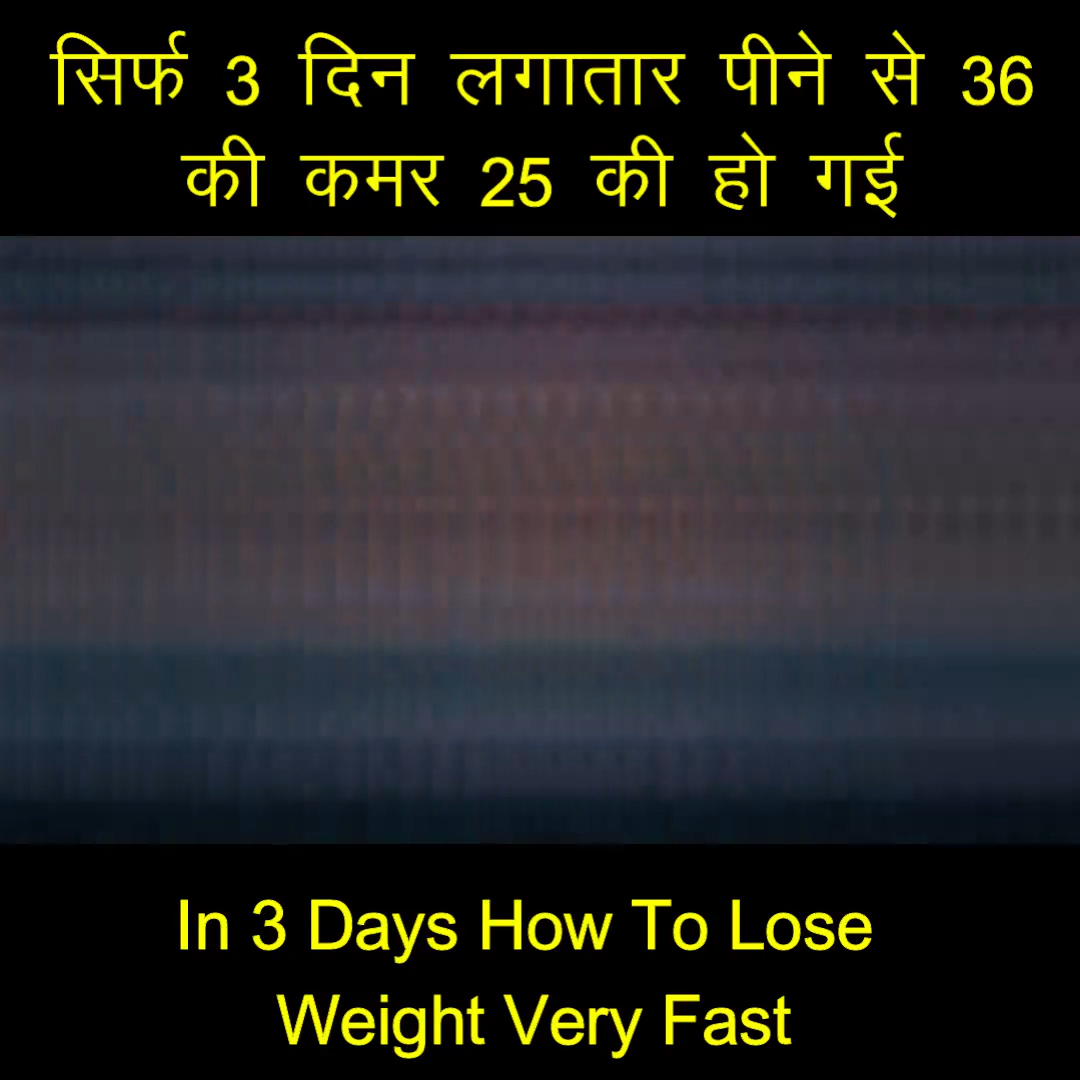 सिर्फ 3 दिन लगातार पीने से 36
की कमर 25 की हो गई
In 3 Days How To Lose
Weight Very Fast